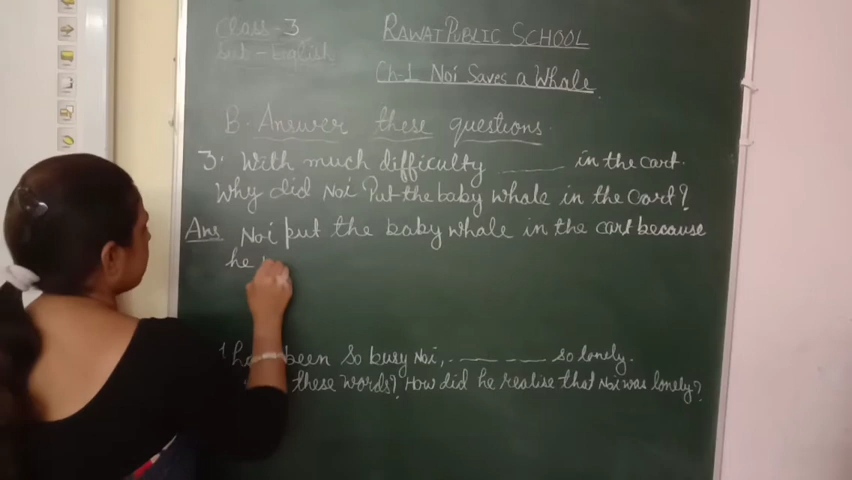 Class-3
Sub-English
RAWAT PUBLIC SCHOOL
Ch-1 Noi Saves a Whale
B. Answer these questions.
3. With much difficulty ______ in the cart.
Why did Noi Put the baby whale in the Cart?
Ans Noi put the baby whale in the cart because
he
been so busy Noi, ____ ___ so lonely.
these words? How did he realise that Noi was lonely?